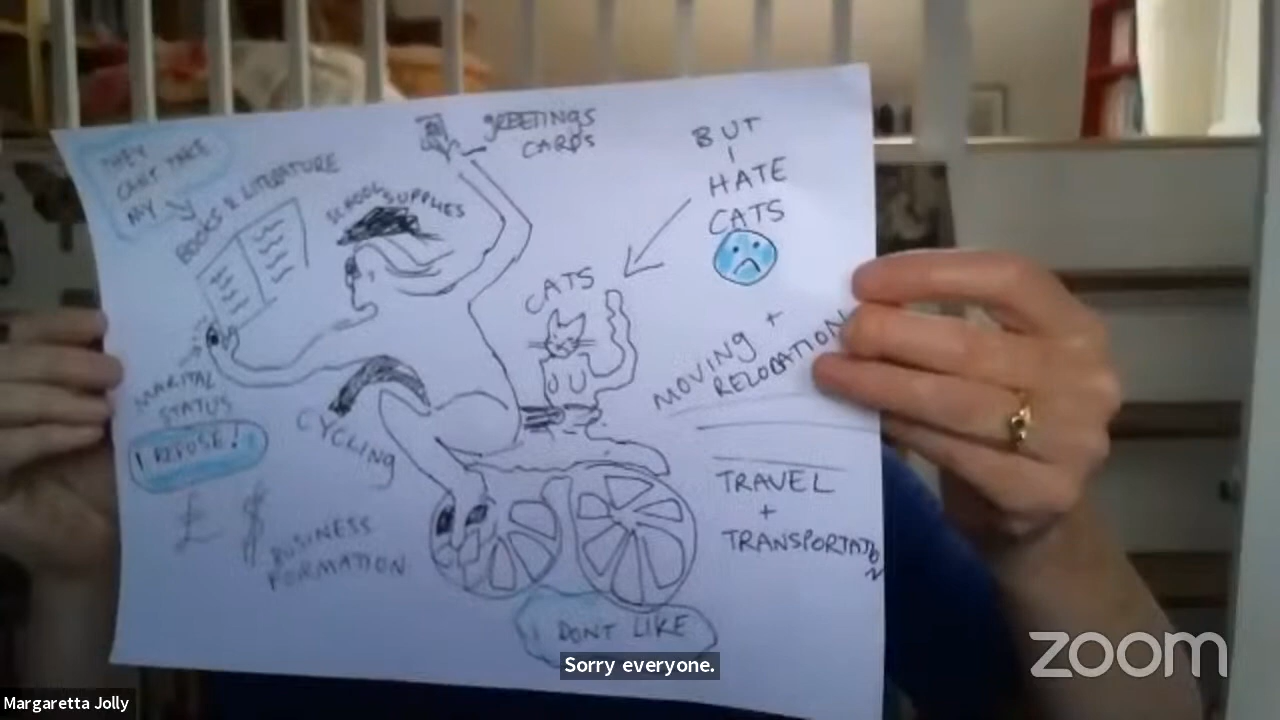 THEY
CAN'T TAKE
MY
BOOKS & LITERATURE
SCHOOL SUPPLIES
GREETINGS
CARDS
BUT
I
HATE
CATS
CATS
MOVING +
RELOCATION
MARITAL
STATUS
I REFUSE!
CYCLING
£ $
BUSINESS
FORMATION
TRAVEL
+
TRANSPORTATION
I DONT LIKE
Sorry everyone.
zoom
Margaretta Jolly